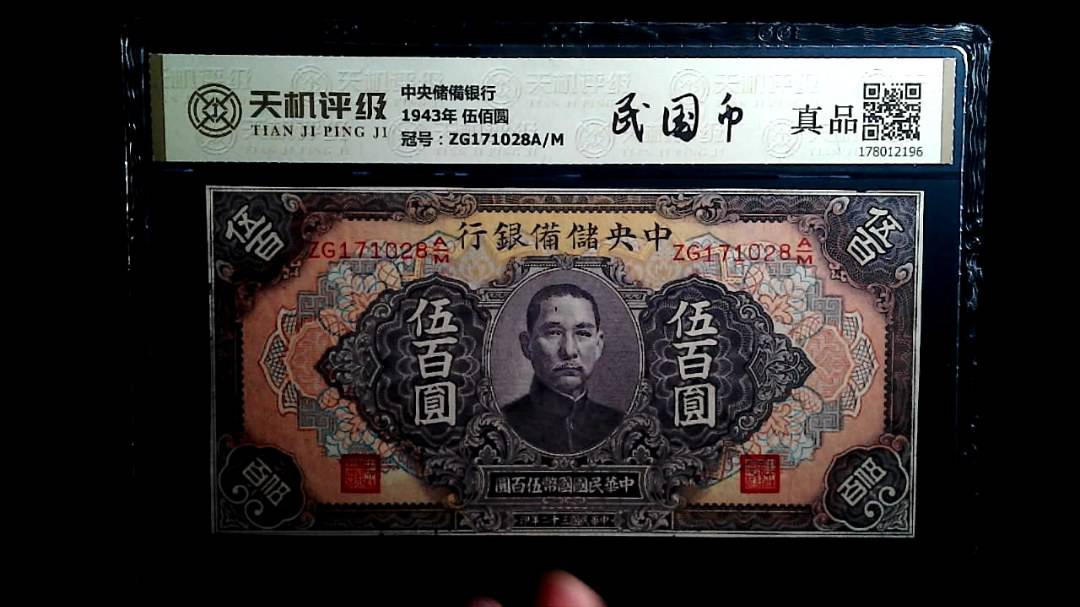 天机评级
TIAN JI PING JI
中央储備银行
1943年 伍佰圆
冠号：ZG171028A/M
民国币
真品
178012196
行銀備儲央中
ZG171028 A/M
ZG171028 A/M
伍百圓
伍百圓
伍佰
伍佰
圓百伍幣國國民華中